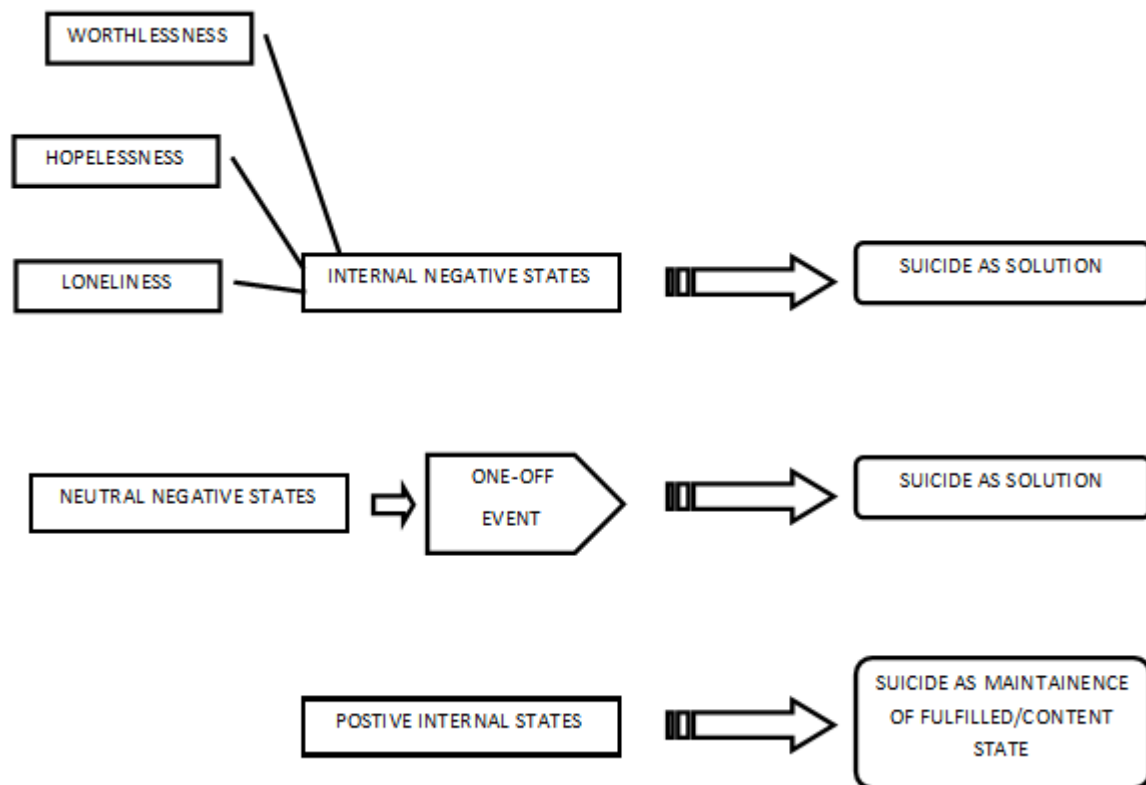 WORTHLESSNESS
HOPELESSNESS
LONELINESS
INTERNAL NEGATIVE STATES
SUICIDE AS SOLUTION
NEUTRAL NEGATIVE STATES
ONE-OFF
EVENT
SUICIDE AS SOLUTION
POSTIVE INTERNAL STATES
SUICIDE AS MAINTAINENCE
OF FULFILLED/CONTENT
STATE